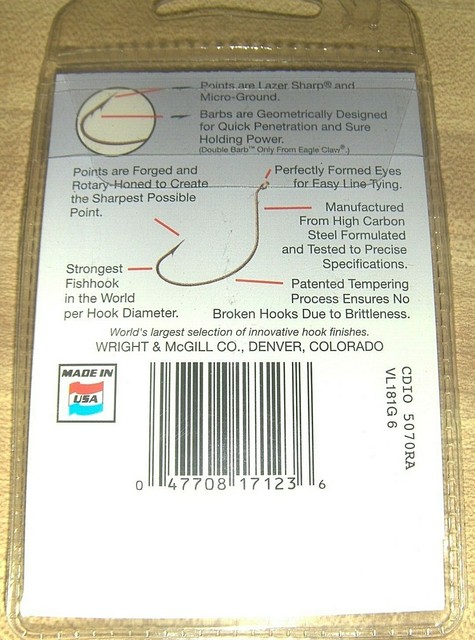 Points are Lazer Sharp® and
Micro-Ground.
Barbs are Geometrically Designed
for Quick Penetration and Sure
Holding Power.
(Double Barb™ Only From Eagle Claw®.)
Points are Forged and
Rotary-Honed to Create
the Sharpest Possible
Point.
Perfectly Formed Eyes
for Easy Line Tying.
Manufactured
From High Carbon
Steel Formulated
and Tested to Precise
Specifications.
Strongest
Fishhook
in the World
per Hook Diameter.
Patented Tempering
Process Ensures No
Broken Hooks Due to Brittleness.
World's largest selection of innovative hook finishes.
WRIGHT & McGILL CO., DENVER, COLORADO
MADE IN
USA
CDIO 5070RA
VL181G 6
0 47708 17123 6